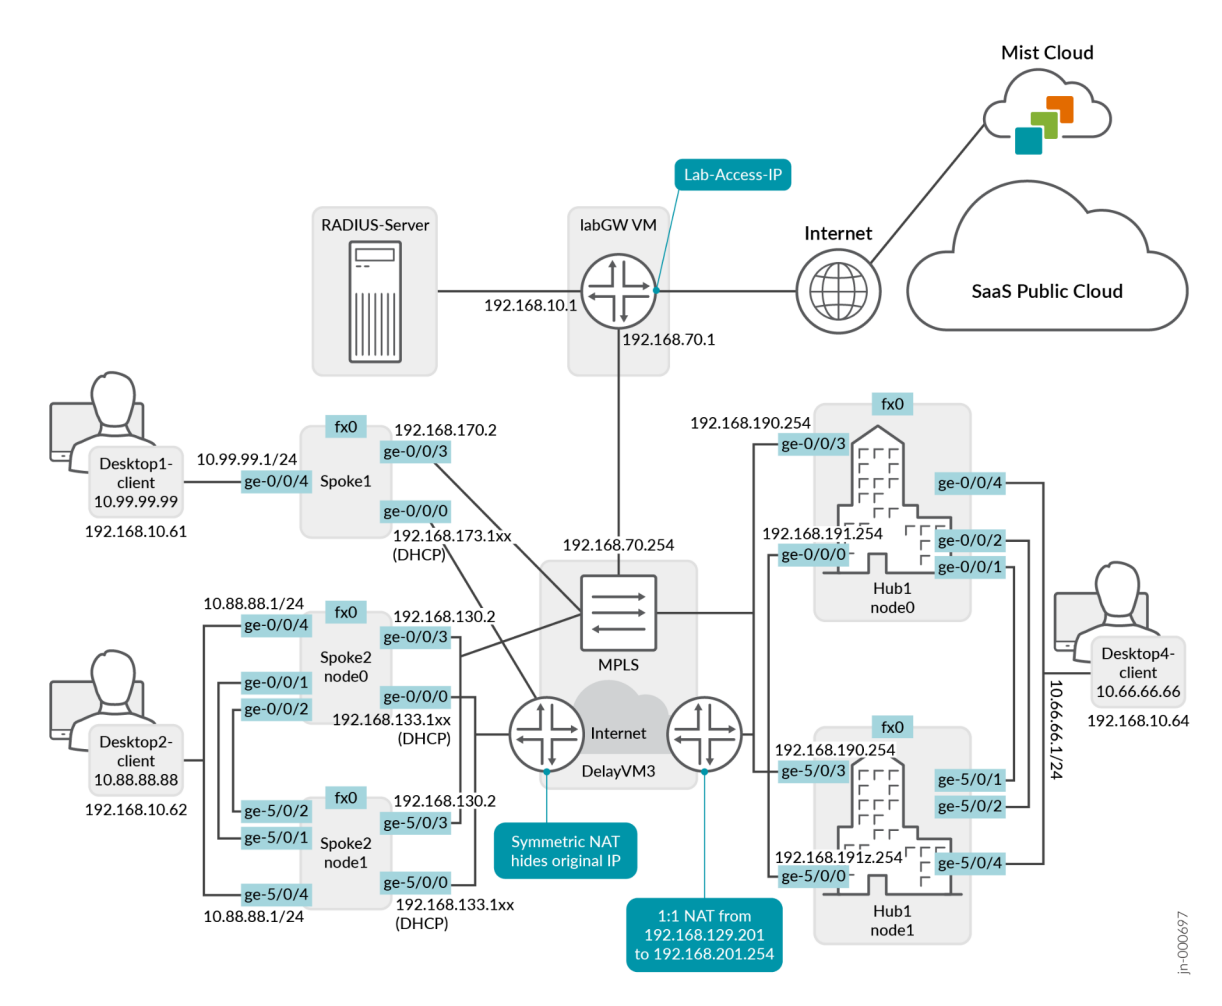 Mist Cloud
Lab-Access-IP
RADIUS-Server
labGW VM
Internet
SaaS Public Cloud
192.168.10.1
192.168.70.1
fx0
192.168.190.254
ge-0/0/3
fx0
192.168.170.2
ge-0/0/3
Desktop1-
client
10.99.99.99
192.168.10.61
10.99.99.1/24
ge-0/0/4
Spoke1
ge-0/0/0
192.168.173.1xx
(DHCP)
192.168.70.254
MPLS
ge-0/0/4
192.168.191.254
ge-0/0/0
ge-0/0/2
ge-0/0/1
Hub1
node0
10.88.88.1/24
ge-0/0/4
fx0
192.168.130.2
ge-0/0/3
Spoke2
node0
ge-0/0/1
ge-0/0/2
ge-0/0/0
192.168.133.1xx
(DHCP)
Desktop2-
client
10.88.88.88
192.168.10.62
Internet
DelayVM3
Desktop4-
client
10.66.66.66
192.168.10.64
10.66.66.1/24
fx0
192.168.190.254
ge-5/0/3
ge-5/0/1
ge-5/0/2
fx0
192.168.130.2
ge-5/0/2
ge-5/0/1
ge-5/0/3
Spoke2
node1
ge-5/0/4
10.88.88.1/24
ge-5/0/0
192.168.133.1xx
(DHCP)
Symmetric NAT
hides original IP
192.168.191z.254
ge-5/0/0
ge-5/0/4
Hub1
node1
1:1 NAT from
192.168.129.201
to 192.168.201.254
jn-000697